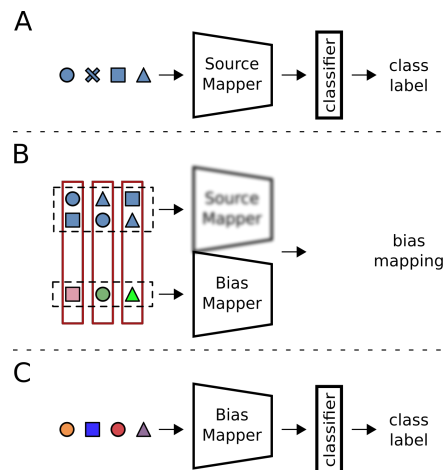 A
Source
Mapper
classifier
class
label
B
Source
Mapper
bias
mapping
Bias
Mapper
C
Bias
Mapper
classifier
class
label